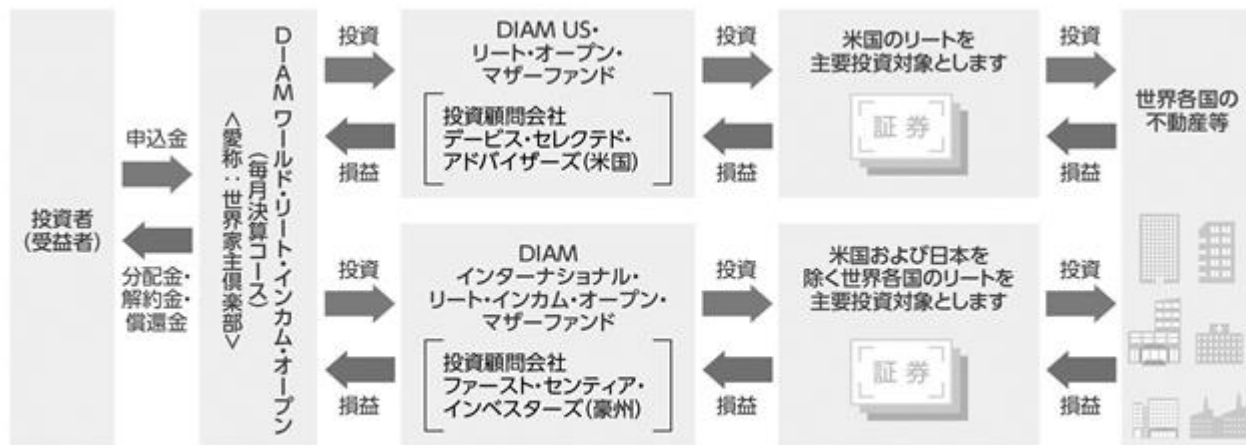 投資者
(受益者)
申込金
分配金・
解約金・
償還金
DIAM ワールド・リート・インカム・オープン
(毎月決算コース)
<愛称:世界家主倶楽部>
投資
損益
DIAM US・
リート・オープン・
マザーファンド
投資顧問会社
デービス・セレクテド・
アドバイザーズ(米国)
投資
損益
米国のリートを
主要投資対象とします
証券
投資
損益
投資
損益
DIAM
インターナショナル・
リート・インカム・オープン・
マザーファンド
投資顧問会社
ファースト・センティア・
インベスターズ(豪州)
投資
損益
米国および日本を
除く世界各国のリートを
主要投資対象とします
証券
投資
損益
世界各国の
不動産等